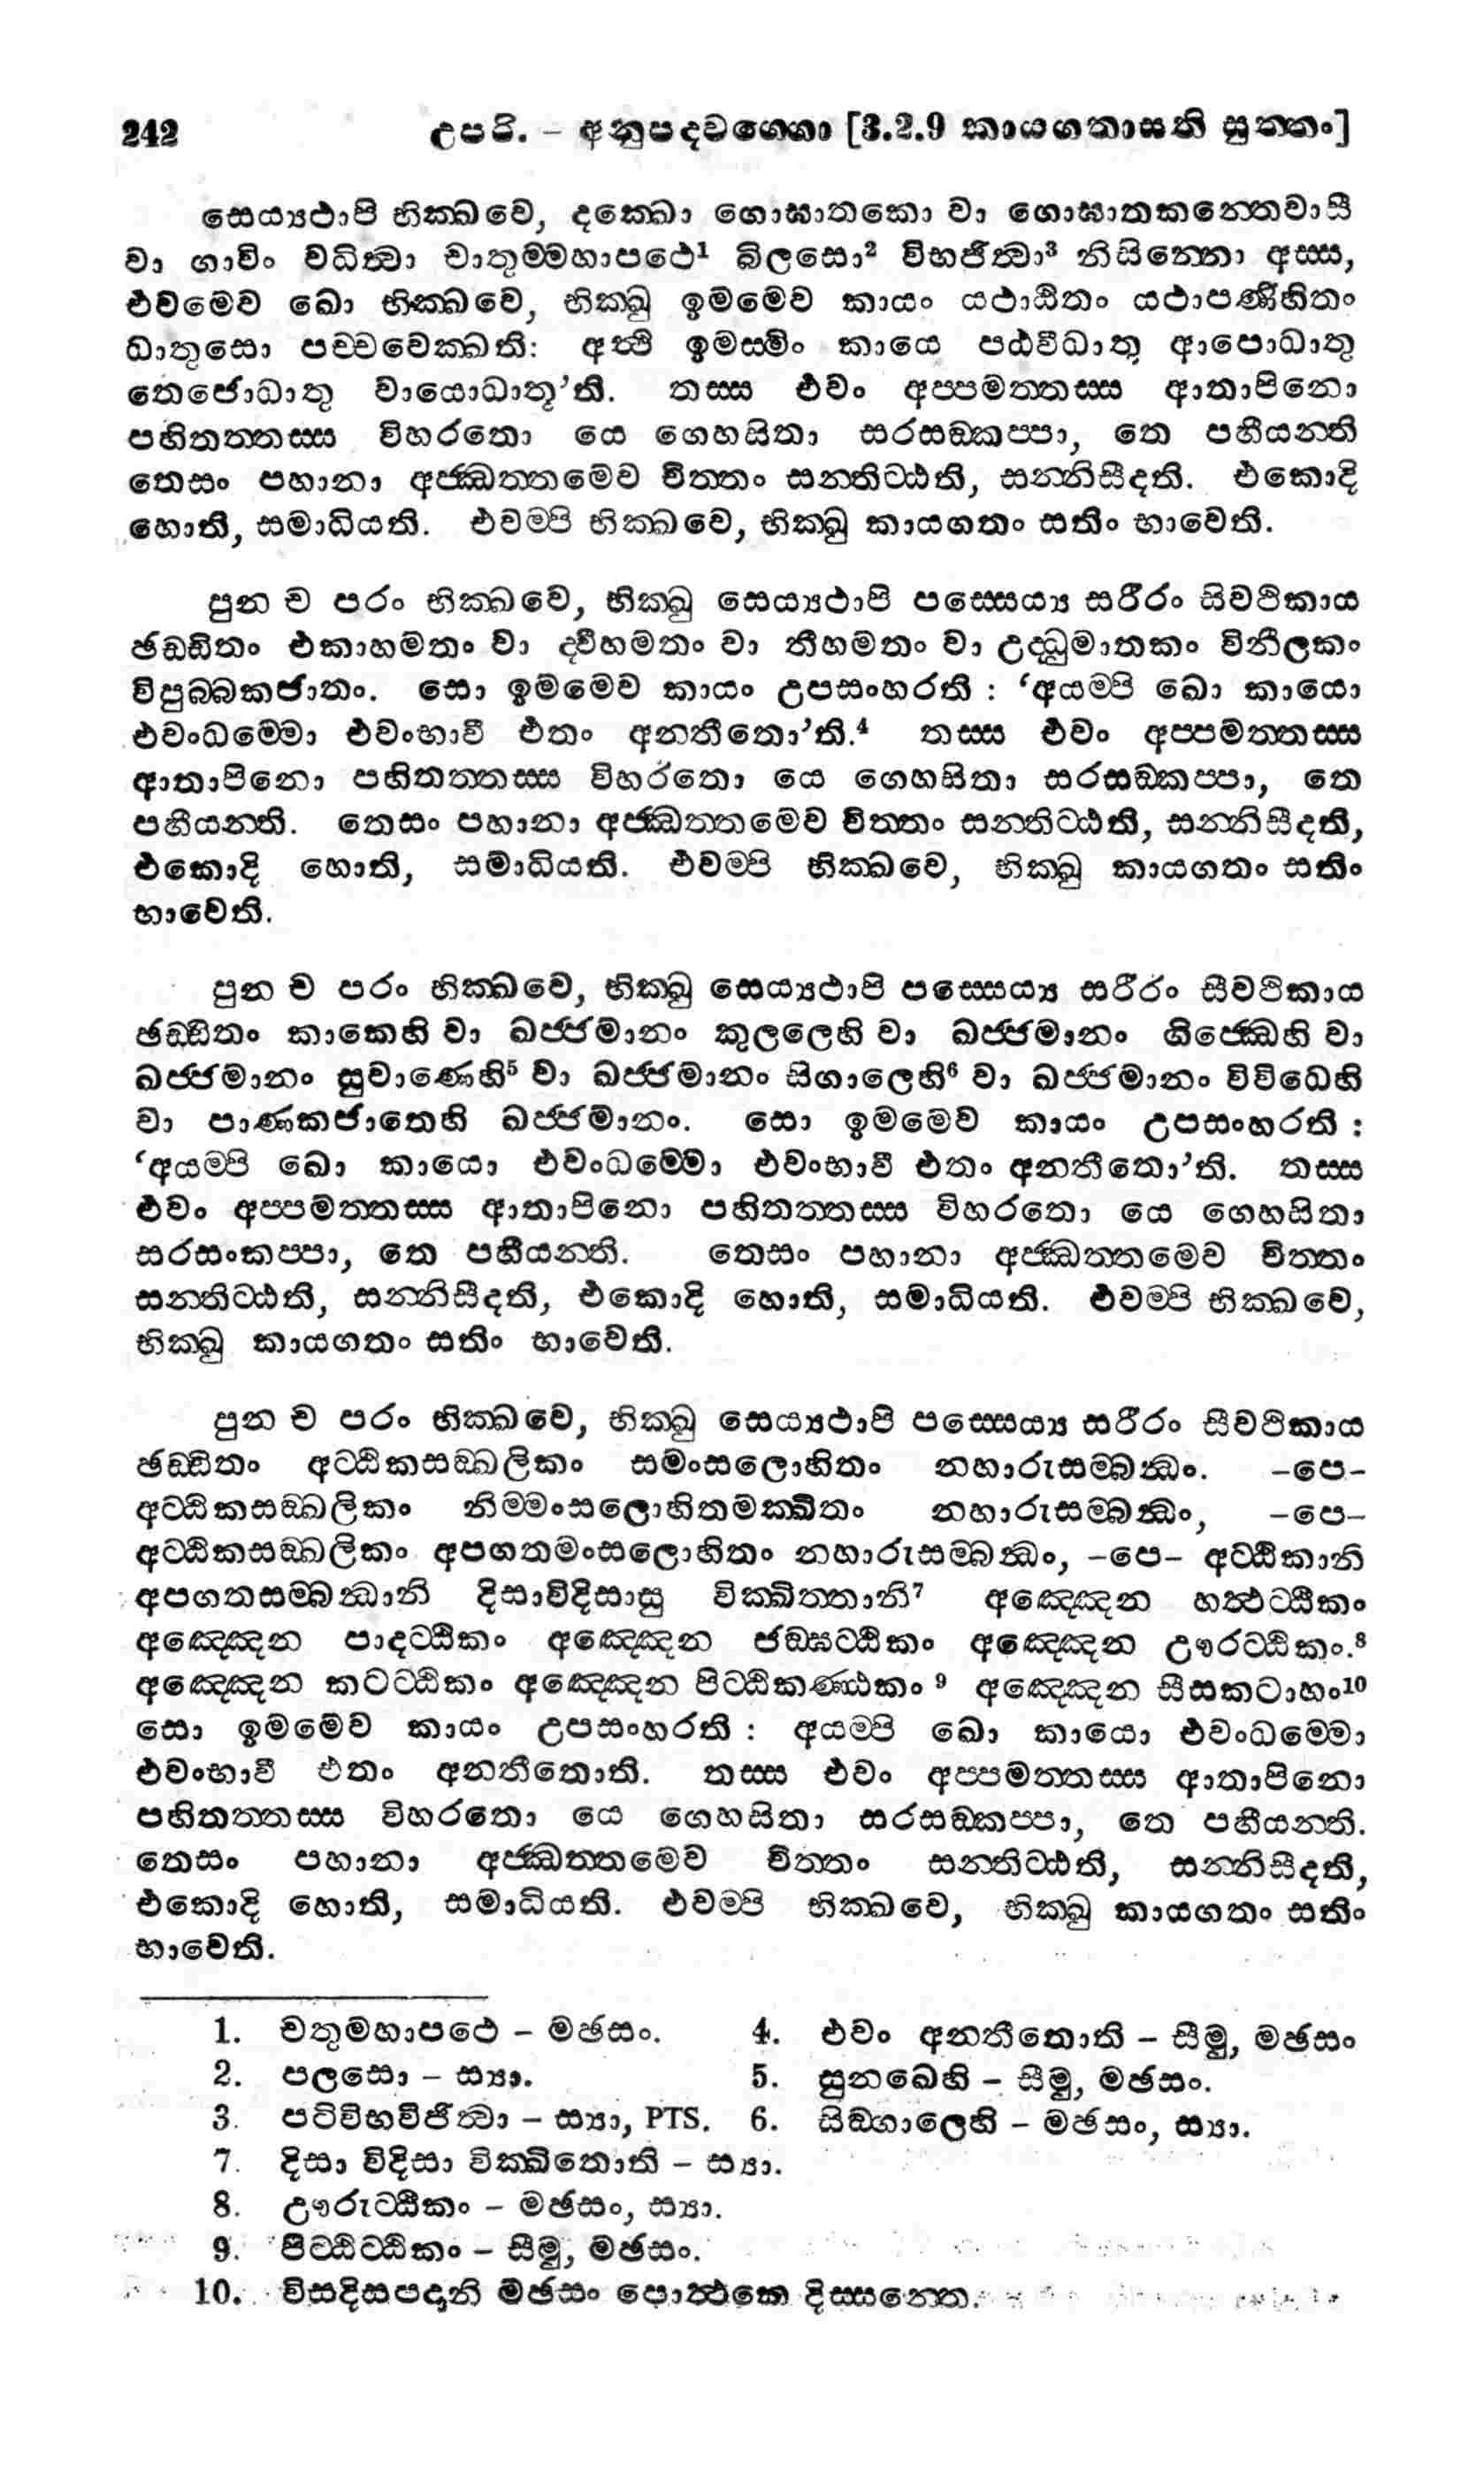 242 උපරි. – අනුපදවග්ගො [3.2.9 කායගතාසති සුත්තං]
සෙය්‍යථාපි භික්ඛවෙ, දක්ඛො ගොඝාතකො වා ගොඝාතකන්තෙවාසී
වා ගාවිං වධිත්‍වා චාතුම්මහාපථෙ¹ බිලසො² විභජිත්‍වා³ නිසින්නො අස්ස,
එවමෙව ඛො භික්ඛවෙ, භික්ඛු ඉමමෙව කායං යථාඨිතං යථාපණිහිතං
ධාතුසො පච්චවෙක්ඛති: අත්‍ථි ඉමස්මිං කායෙ පඨවීධාතු ආපොධාතු
තෙජොධාතු වායොධාතූ’ති. තස්ස එවං අප්පමත්තස්ස ආතාපිනො
පහිතත්තස්ස විහරතො යෙ ගෙහසිතා සරසඞ්කප්පා, තෙ පහීයන්ති
තෙසං පහානා අජ්ඣත්තමෙව චිත්තං සන්තිට්ඨති, සන්නිසීදති. එකොදි
හොති, සමාධියති. එවම්පි භික්ඛවෙ, භික්ඛු කායගතං සතිං භාවෙති.
පුන ච පරං භික්ඛවෙ, භික්ඛු සෙය්‍යථාපි පස්සෙය්‍ය සරීරං සිවථිකාය
ඡඩ්ඩිතං එකාහමතං වා ද්වීහමතං වා තීහමතං වා උද්ධුමාතකං විනීලකං
විපුබ්බකජාතං. සො ඉමමෙව කායං උපසංහරති : ‘අයම්පි ඛො කායො
එවංධම්මො එවංභාවී එතං අනතීතො’ති.⁴ තස්ස එවං අප්පමත්තස්ස
ආතාපිනො පහිතත්තස්ස විහරතො යෙ ගෙහසිතා සරසඞ්කප්පා, තෙ
පහීයන්ති. තෙසං පහානා අජ්ඣත්තමෙව චිත්තං සන්තිට්ඨති, සන්නිසීදති,
එකොදි හොති, සමාධියති. එවම්පි භික්ඛවෙ, භික්ඛු කායගතං සතිං
භාවෙති.
පුන ච පරං භික්ඛවෙ, භික්ඛු සෙය්‍යථාපි පස්සෙය්‍ය සරීරං සීවථිකාය
ඡඩ්ඩිතං කාකෙහි වා ඛජ්ජමානං කුලලෙහි වා ඛජ්ජමානං ගිජ්ඣෙහි වා
ඛජ්ජමානං සුවාණෙහි⁵ වා ඛජ්ජමානං සිගාලෙහි⁶ වා ඛජ්ජමානං විවිධෙහි
වා පාණකජාතෙහි ඛජ්ජමානං. සො ඉමමෙව කායං උපසංහරති :
‘අයම්පි ඛො කායො එවංධම්මො එවංභාවී එතං අනතීතො’ති. තස්ස
එවං අප්පමත්තස්ස ආතාපිනො පහිතත්තස්ස විහරතො යෙ ගෙහසිතා
සරසංකප්පා, තෙ පහීයන්ති. තෙසං පහානා අජ්ඣත්තමෙව චිත්තං
සන්තිට්ඨති, සන්නිසීදති, එකොදි හොති, සමාධියති. එවම්පි භික්ඛවෙ,
භික්ඛු කායගතං සතිං භාවෙති.
පුන ච පරං භික්ඛවෙ, භික්ඛු සෙය්‍යථාපි පස්සෙය්‍ය සරීරං සීවථිකාය
ඡඩ්ඩිතං අට්ඨිකසඞ්ඛලිකං සමංසලොහිතං නහාරුසම්බන්ධං. –පෙ–
අට්ඨිකසඞ්ඛලිකං නිම්මංසලොහිතමක්ඛිතං නහාරුසම්බන්ධං, –පෙ–
අට්ඨිකසඞ්ඛලිකං අපගතමංසලොහිතං නහාරුසම්බන්ධං, –පෙ– අට්ඨිකානි
අපගතසම්බන්ධානි දිසාවිදිසාසු වික්ඛිත්තානි⁷ අඤ්ඤෙන හත්‍ථට්ඨිකං
අඤ්ඤෙන පාදට්ඨිකං අඤ්ඤෙන ජඞ්ඝට්ඨිකං අඤ්ඤෙන ඌරට්ඨිකං.⁸
අඤ්ඤෙන කටට්ඨිකං අඤ්ඤෙන පිට්ඨිකණ්ඨකං ⁹ අඤ්ඤෙන සීසකටාහං¹⁰
සො ඉමමෙව කායං උපසංහරති : අයම්පි ඛො කායො එවංධම්මො
එවංභාවී එතං අනතීතොති. තස්ස එවං අප්පමත්තස්ස ආතාපිනො
පහිතත්තස්ස විහරතො යෙ ගෙහසිතා සරසඞ්කප්පා, තෙ පහීයන්ති.
තෙසං පහානා අජ්ඣත්තමෙව චිත්තං සන්තිට්ඨති, සන්නිසීදති,
එකොදි හොති, සමාධියති. එවම්පි භික්ඛවෙ, භික්ඛු කායගතං සතිං
භාවෙති.
1. චතුමහාපථෙ – මඡසං. 4. එවං අනතීතොති – සීමු, මඡසං
2. පලසො – ස්‍යා. 5. සුනඛෙහි – සීමු, මඡසං.
3. පටිවිභවිජිත්‍වා – ස්‍යා, PTS. 6. සිඞ්ගාලෙහි – මඡසං, ස්‍යා.
7. දිසා විදිසා වික්ඛිතොති – ස්‍යා.
8. ඌරුට්ඨිකං – මඡසං, ස්‍යා.
9. පිට්ඨිට්ඨිකං – සීමු, මඡසං.
10. විසදිසපදානි මඡසං පොත්‍ථකෙ දිස්සන්තෙ.